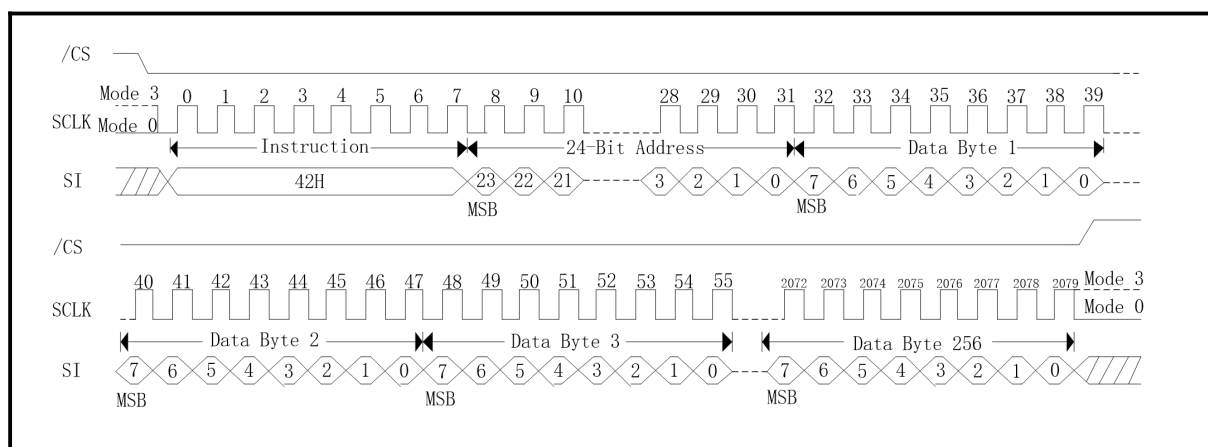 /CS
Mode 3 0 1 2 3 4 5 6 7 8 9 10 28 29 30 31 32 33 34 35 36 37 38 39
SCLK Mode 0
Instruction 24-Bit Address Data Byte 1
SI 42H 23 22 21 3 2 1 0 7 6 5 4 3 2 1 0
MSB MSB
/CS
40 41 42 43 44 45 46 47 48 49 50 51 52 53 54 55 2072 2073 2074 2075 2076 2077 2078 2079 Mode 3
SCLK Mode 0
Data Byte 2 Data Byte 3 Data Byte 256
SI 7 6 5 4 3 2 1 0 7 6 5 4 3 2 1 0 7 6 5 4 3 2 1 0
MSB MSB MSB